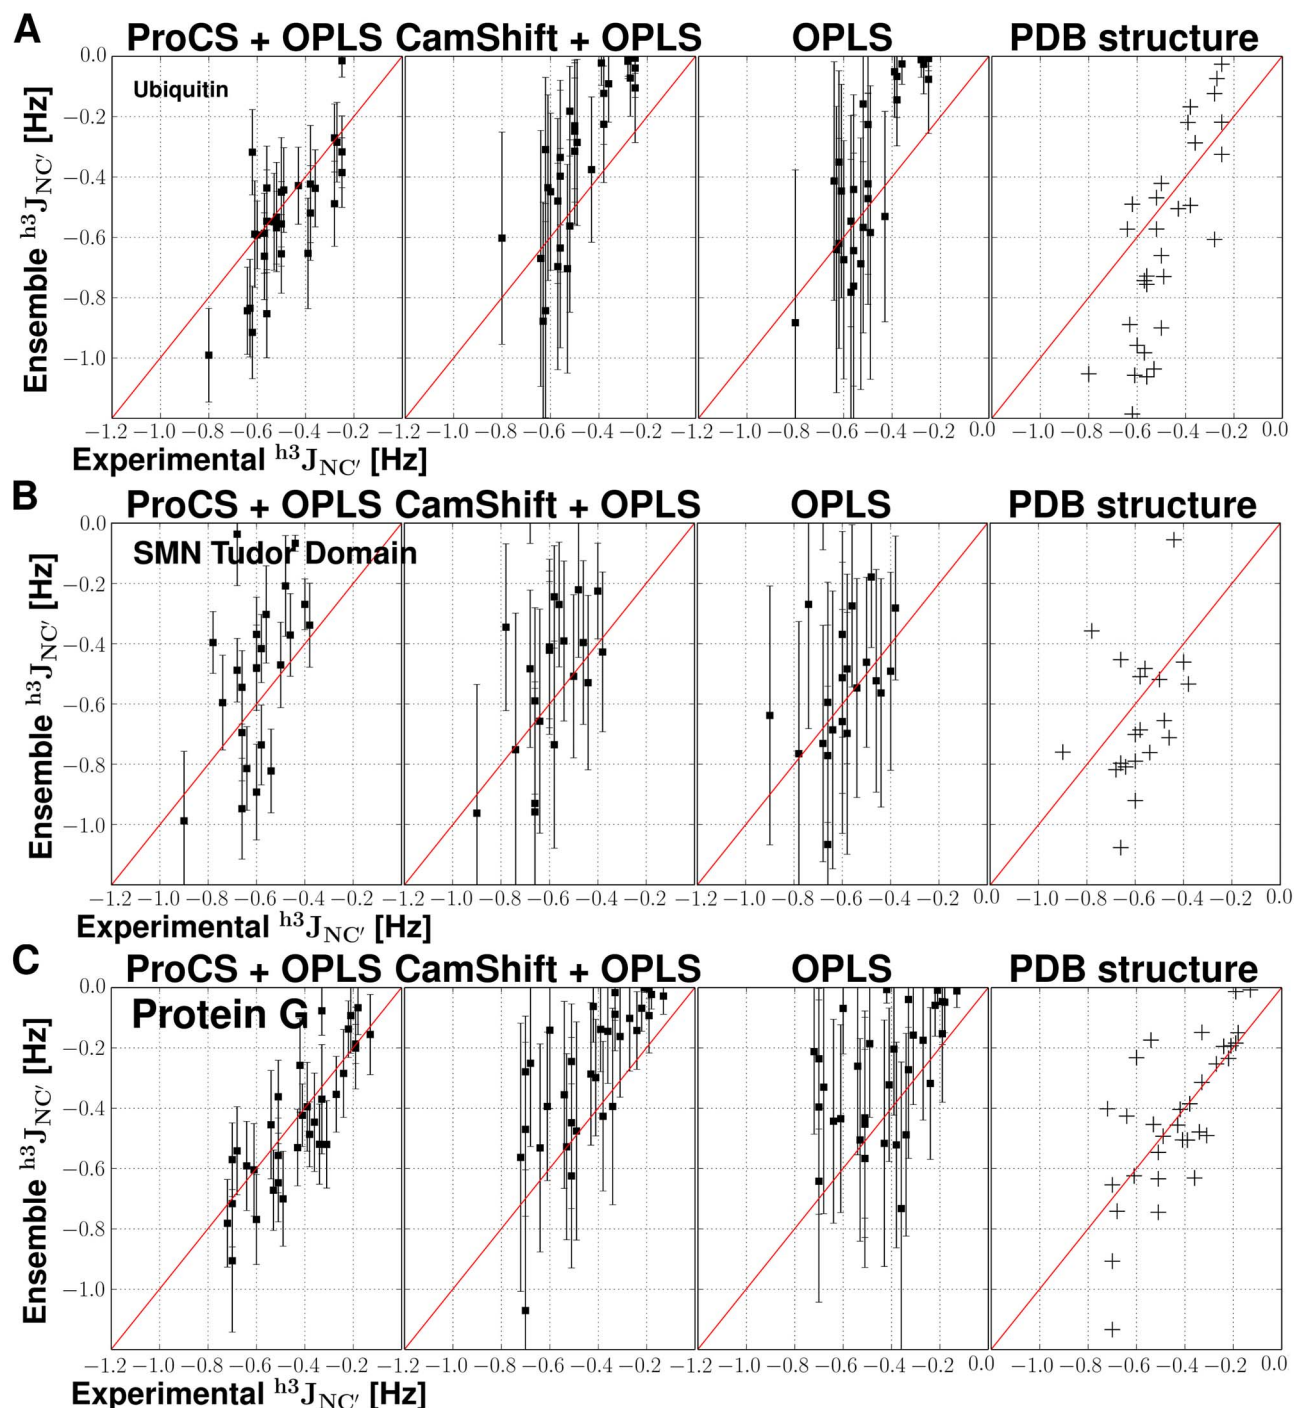 A
ProCS + OPLS CamShift + OPLS OPLS PDB structure
Ubiquitin
Ensemble h3JNC′ [Hz]
0.0
−0.2
−0.4
−0.6
−0.8
−1.0
−1.2 −1.0 −0.8 −0.6 −0.4 −0.2 −1.2 −1.0 −0.8 −0.6 −0.4 −0.2 −1.2 −1.0 −0.8 −0.6 −0.4 −0.2 0.0 −1.0 −0.8 −0.6 −0.4 −0.2 0.0
Experimental h3JNC′ [Hz]
B
ProCS + OPLS CamShift + OPLS OPLS PDB structure
SMN Tudor Domain
Ensemble h3JNC′ [Hz]
0.0
−0.2
−0.4
−0.6
−0.8
−1.0
−1.2 −1.0 −0.8 −0.6 −0.4 −0.2 −1.2 −1.0 −0.8 −0.6 −0.4 −0.2 −1.2 −1.0 −0.8 −0.6 −0.4 −0.2 0.0 −1.0 −0.8 −0.6 −0.4 −0.2 0.0
Experimental h3JNC′ [Hz]
C
ProCS + OPLS CamShift + OPLS OPLS PDB structure
Protein G
Ensemble h3JNC′ [Hz]
0.0
−0.2
−0.4
−0.6
−0.8
−1.0
−1.2 −1.0 −0.8 −0.6 −0.4 −0.2 −1.2 −1.0 −0.8 −0.6 −0.4 −0.2 −1.2 −1.0 −0.8 −0.6 −0.4 −0.2 0.0 −1.0 −0.8 −0.6 −0.4 −0.2 0.0
Experimental h3JNC′ [Hz]